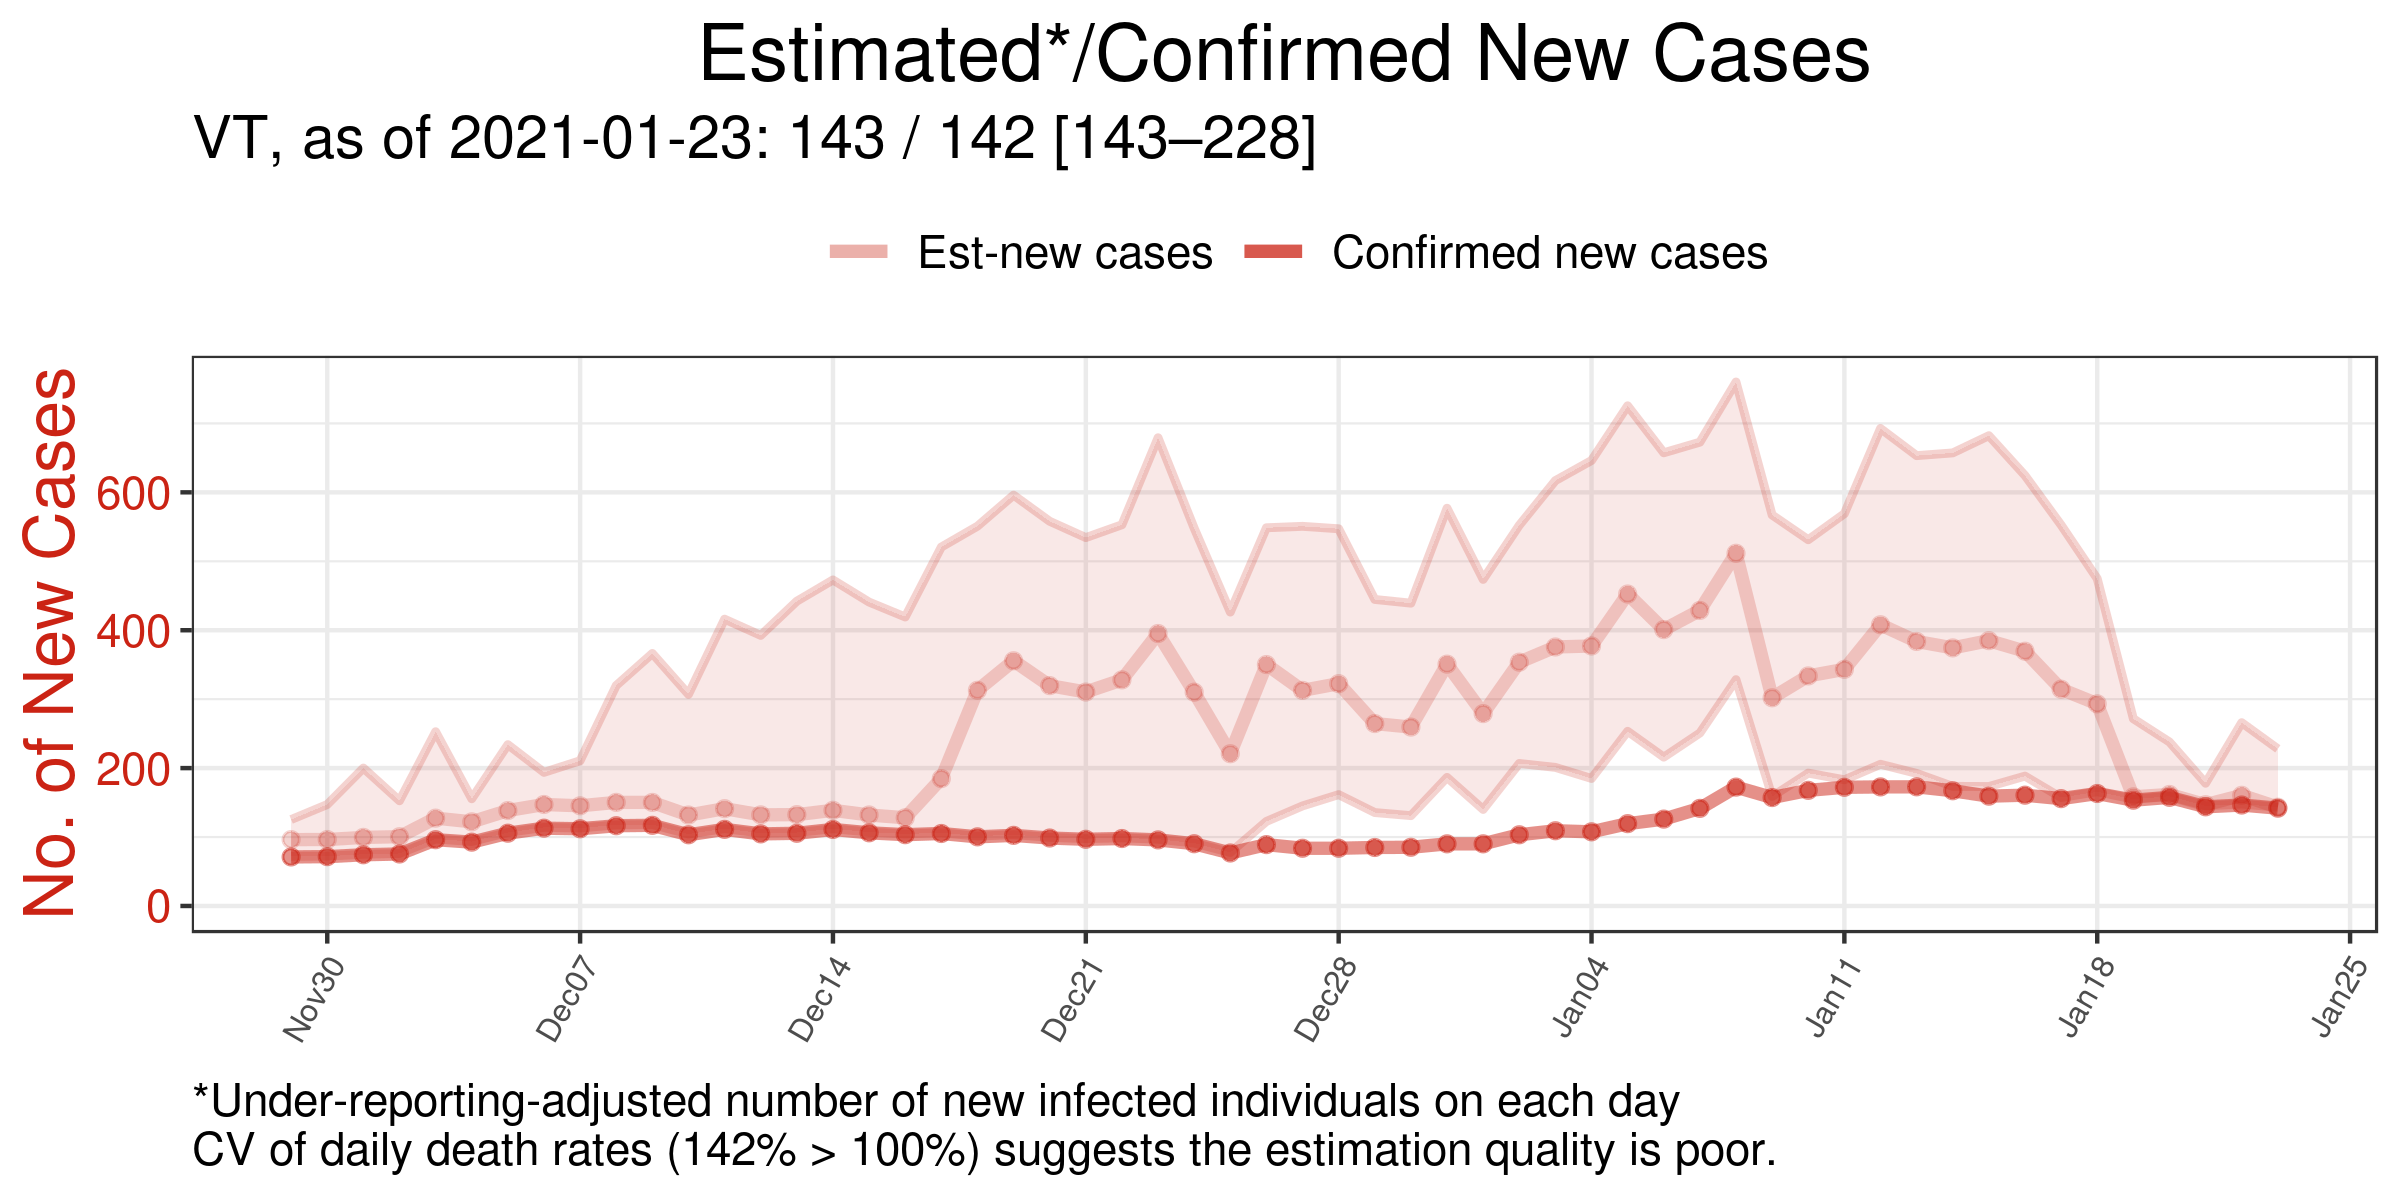 Estimated*/Confirmed New Cases
VT, as of 2021-01-23: 143 / 142 [143–228]
Est-new cases Confirmed new cases
No. of New Cases
600
400
200
0
Nov30 Dec07 Dec14 Dec21 Dec28 Jan04 Jan11 Jan18 Jan25
*Under-reporting-adjusted number of new infected individuals on each day
CV of daily death rates (142% > 100%) suggests the estimation quality is poor.